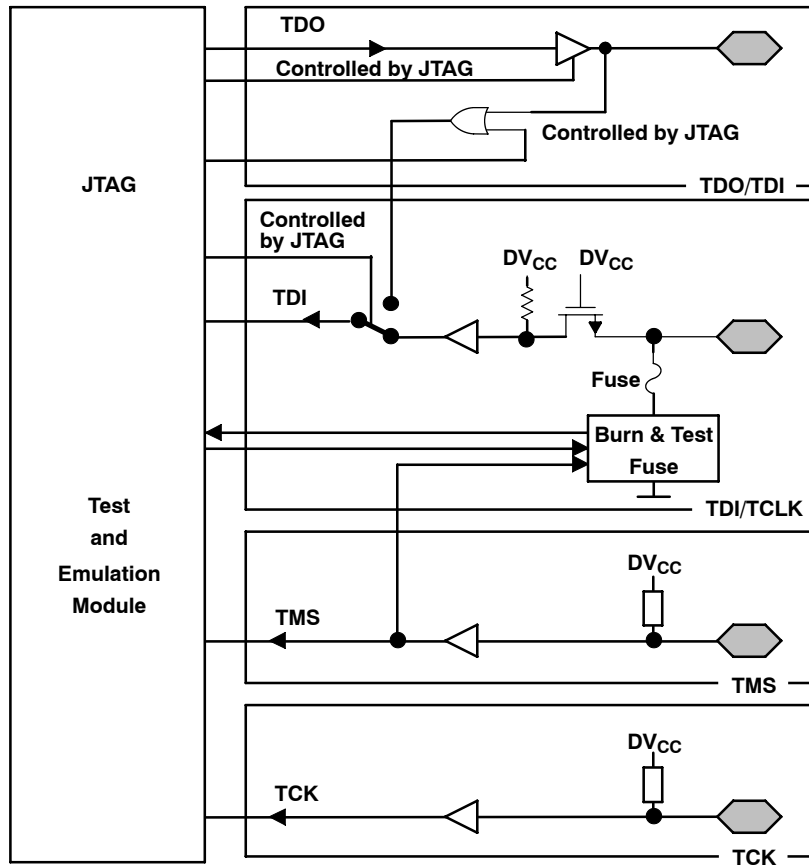 TDO
Controlled by JTAG
Controlled by JTAG
JTAG
TDO/TDI
Controlled
by JTAG
DVCC
DVCC
TDI
Fuse
Burn & Test
Fuse
TDI/TCLK
Test
and
Emulation
Module
DVCC
TMS
TMS
DVCC
TCK
TCK